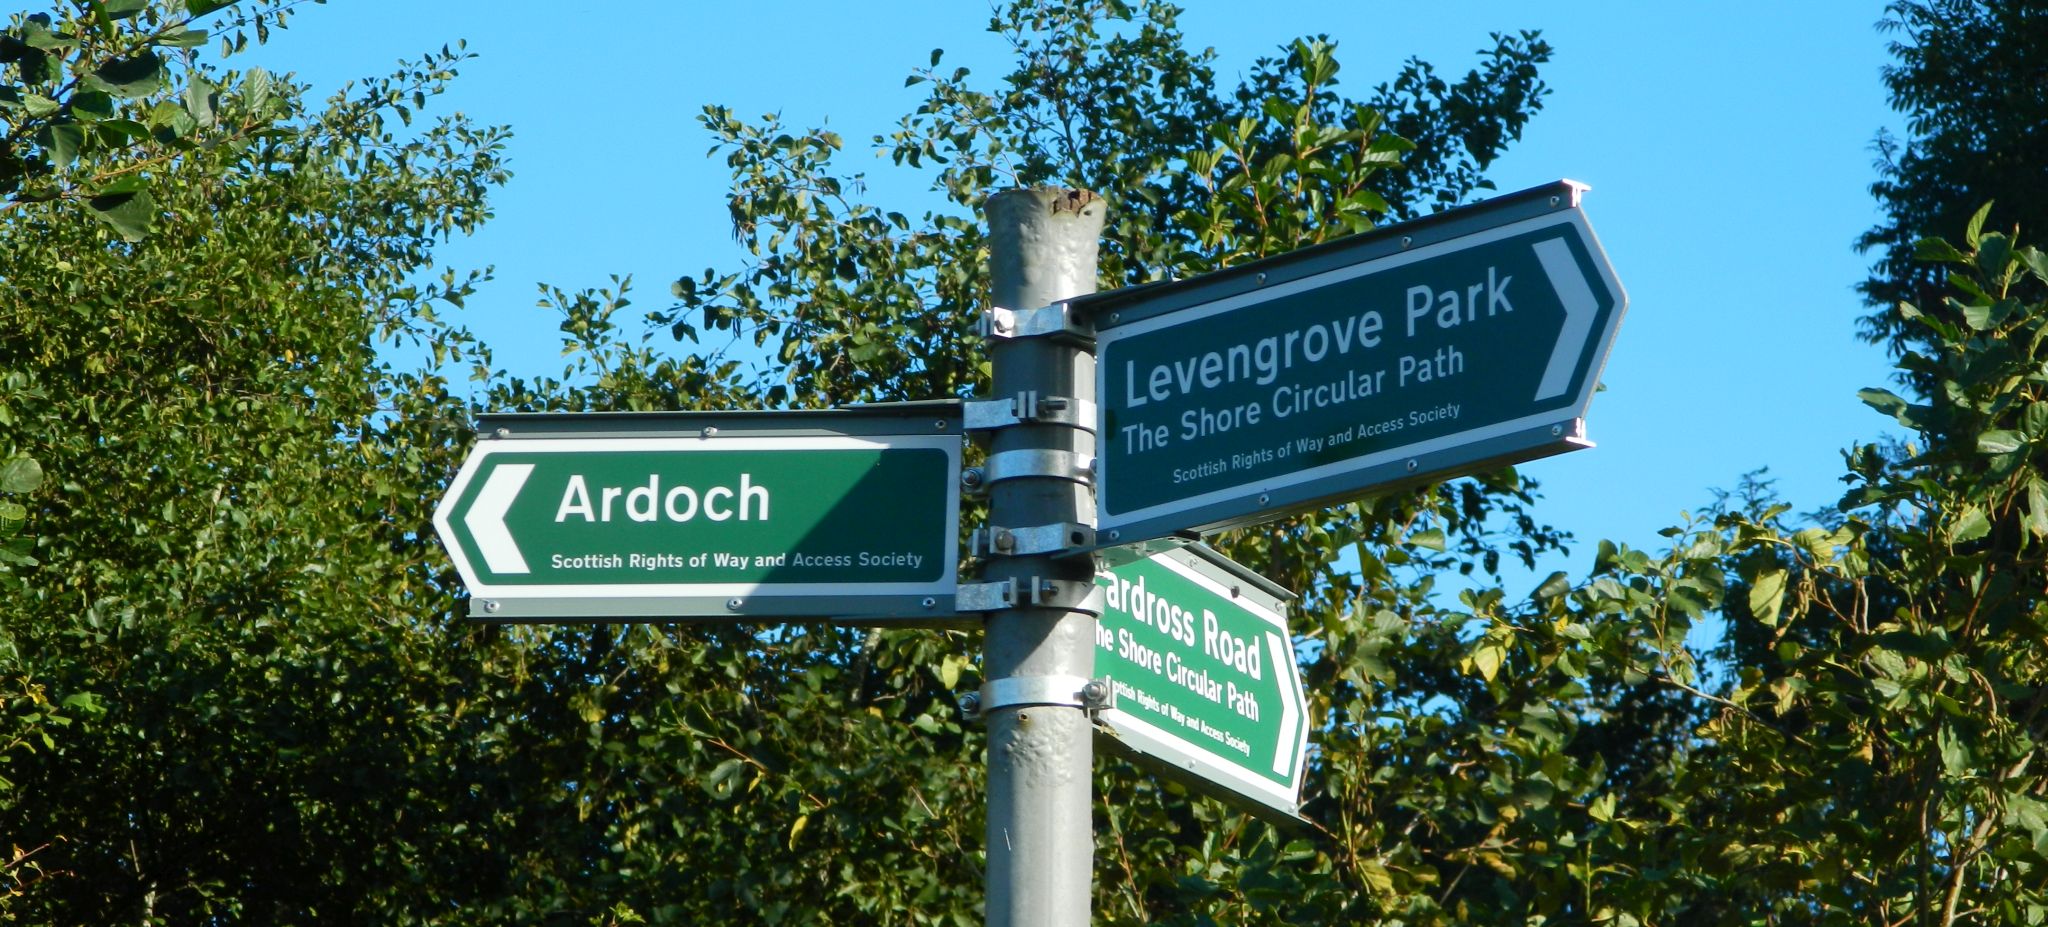 Ardoch
Scottish Rights of Way and Access Society
Levengrove Park
The Shore Circular Path
Scottish Rights of Way and Access Society
ardross Road
he Shore Circular Path
ottish Rights of Way and Access Society